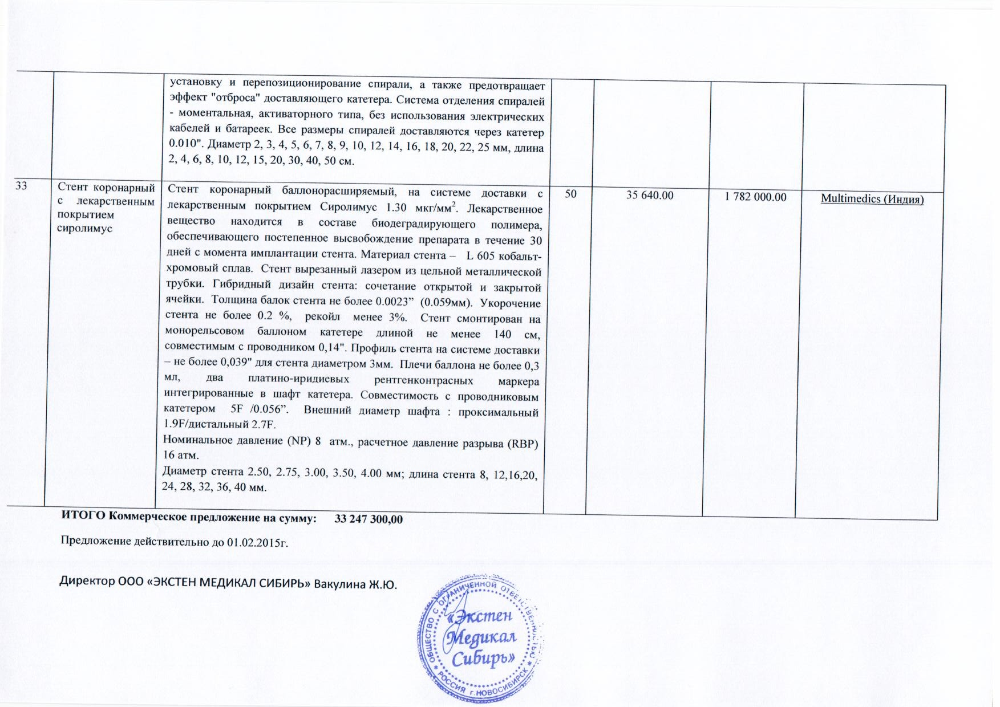 установку и перепозиционирование спирали, а также предотвращает
эффект "отброса" доставляющего катетера. Система отделения спиралей
- моментальная, активаторного типа, без использования электрических
кабелей и батареек. Все размеры спиралей доставляются через катетер
0.010". Диаметр 2, 3, 4, 5, 6, 7, 8, 9, 10, 12, 14, 16, 18, 20, 22, 25 мм, длина
2, 4, 6, 8, 10, 12, 15, 20, 30, 40, 50 см.
33
Стент коронарный
с лекарственным
покрытием
сиролимус
Стент коронарный баллонорасширяемый, на системе доставки с
лекарственным покрытием Сиролимус 1.30 мкг/мм². Лекарственное
вещество находится в составе биодеградирующего полимера,
обеспечивающего постепенное высвобождение препарата в течение 30
дней с момента имплантации стента. Материал стента – L 605 кобальт-
хромовый сплав. Стент вырезанный лазером из цельной металлической
трубки. Гибридный дизайн стента: сочетание открытой и закрытой
ячейки. Толщина балок стента не более 0.0023” (0.059мм). Укорочение
стента не более 0.2 %, рекойл менее 3%. Стент смонтирован на
монорельсовом баллоном катетере длиной не менее 140 см,
совместимым с проводником 0,14". Профиль стента на системе доставки
– не более 0,039" для стента диаметром 3мм. Плечи баллона не более 0,3
мл, два платино-иридиевых рентгенконтрасных маркера
интегрированные в шафт катетера. Совместимость с проводниковым
катетером 5F /0.056”. Внешний диаметр шафта : проксимальный
1.9F/дистальный 2.7F.
Номинальное давление (NP) 8 атм., расчетное давление разрыва (RBP)
16 атм.
Диаметр стента 2.50, 2.75, 3.00, 3.50, 4.00 мм; длина стента 8, 12,16,20,
24, 28, 32, 36, 40 мм.
50
35 640.00
1 782 000.00
Multimedics (Индия)
ИТОГО Коммерческое предложение на сумму: 33 247 300,00
Предложение действительно до 01.02.2015г.
Директор ООО «ЭКСТЕН МЕДИКАЛ СИБИРЬ» Вакулина Ж.Ю.
ОБЩЕСТВО С ОГРАНИЧЕННОЙ ОТВЕТСТВЕННОСТЬЮ
«Экстен
Медикал
Сибирь»
* РОССИЯ г.НОВОСИБИРСК *